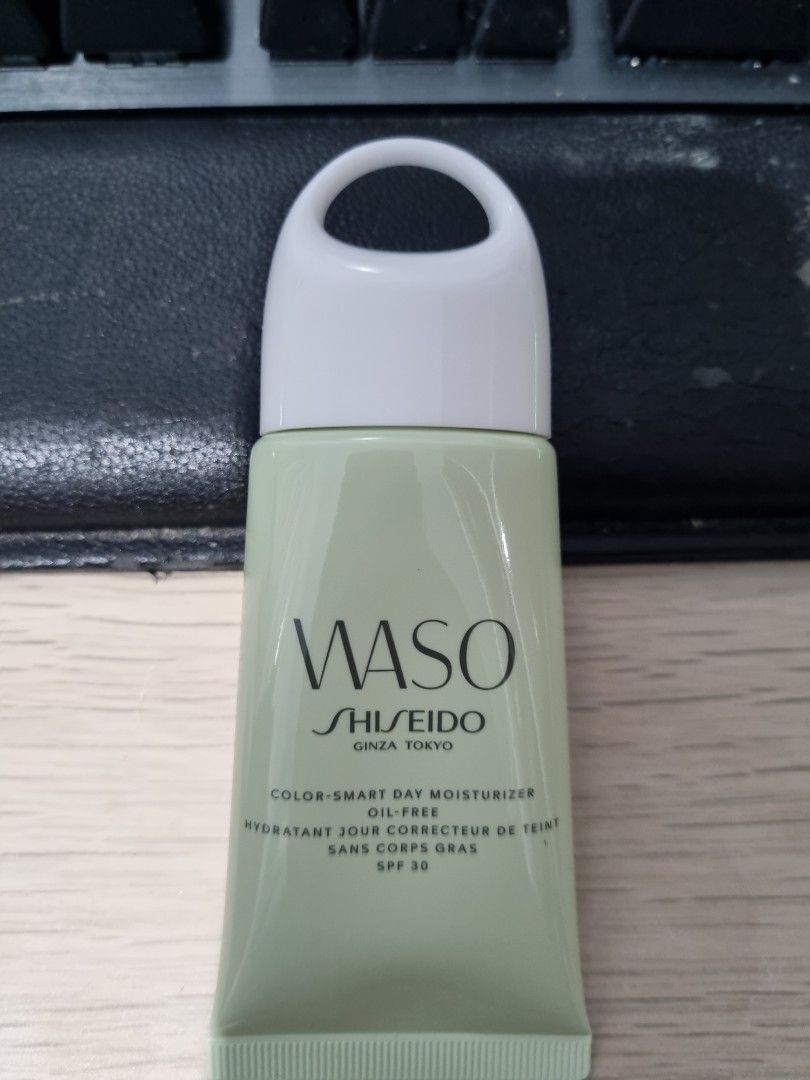 WASO
SHISEIDO
GINZA TOKYO
COLOR-SMART DAY MOISTURIZER
OIL-FREE
HYDRATANT JOUR CORRECTEUR DE TEINT
SANS CORPS GRAS
SPF 30